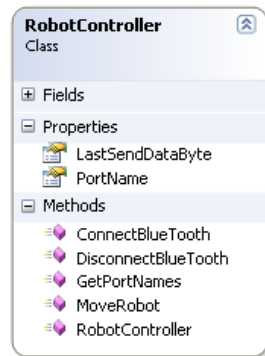 RobotController
Class
Fields
Properties
LastSendDataByte
PortName
Methods
ConnectBlueTooth
DisconnectBlueTooth
GetPortNames
MoveRobot
RobotController